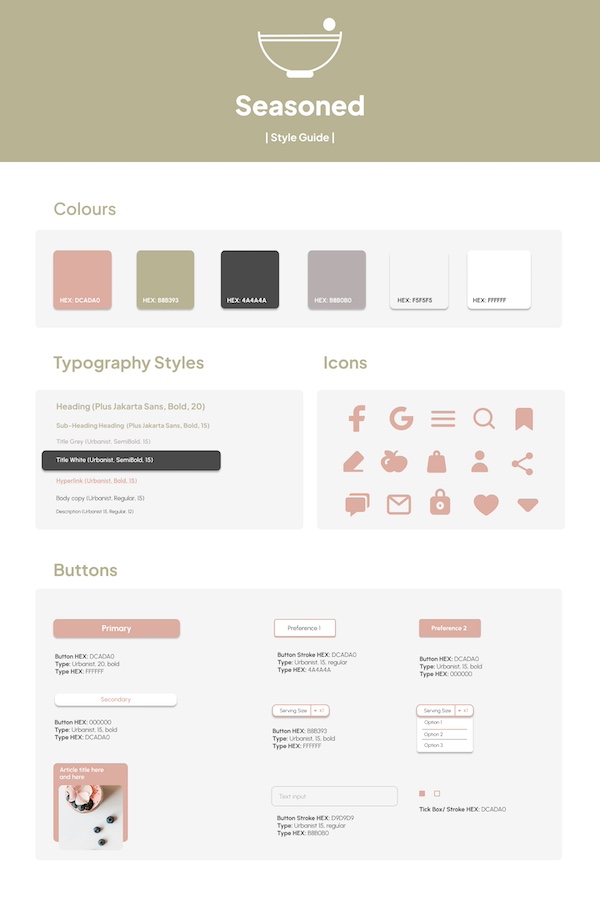 Seasoned
| Style Guide |
Colours
HEX: DCADA0
HEX: B8B393
HEX: 4A4A4A
HEX: B8B0B0
HEX: F5F5F5
HEX: FFFFFF
Typography Styles
Icons
Heading (Plus Jakarta Sans, Bold, 20)
Sub-Heading Heading (Plus Jakarta Sans, Bold, 15)
Title Grey (Urbanist, SemiBold, 15)
Title White (Urbanist, SemiBold, 15)
Hyperlink (Urbanist, Bold, 15)
Body copy (Urbanist, Regular, 15)
Description (Urbanist 15, Regular, 12)
Buttons
Primary
Preference 1
Preference 2
Button HEX: DCADA0
Type: Urbanist, 20, bold
Type HEX: FFFFFF
Button Stroke HEX: DCADA0
Type: Urbanist, 15, regular
Type HEX: 4A4A4A
Button HEX: DCADA0
Type: Urbanist, 15, bold
Type HEX: 000000
Secondary
Button HEX: 000000
Type: Urbanist, 15, bold
Type HEX: DCADA0
Serving Size x1
Button HEX: B8B393
Type: Urbanist, 15, bold
Type HEX: FFFFFF
Serving Size x1
Option 1
Option 2
Option 3
Article title here
and here
Text input
Button Stroke HEX: D9D9D9
Type: Urbanist 15, regular
Type HEX: B8B0B0
Tick Box/ Stroke HEX: DCADA0